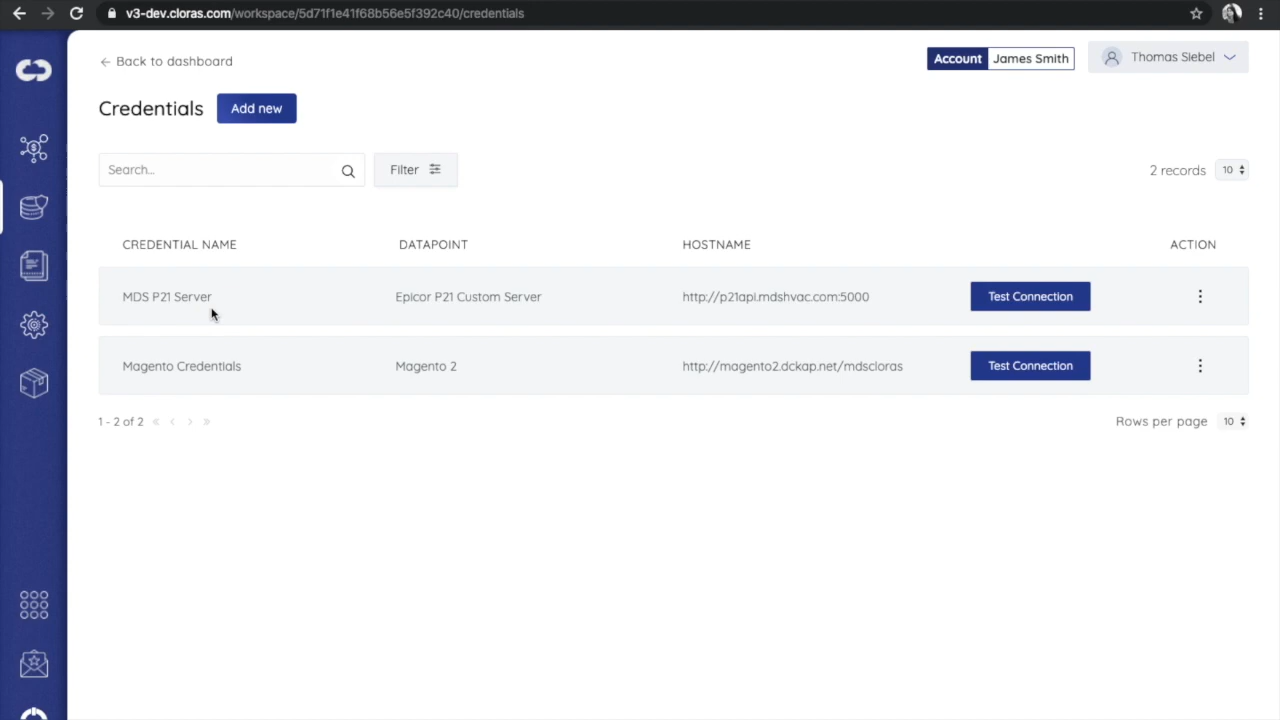 v3-dev.cloras.com/workspace/5d71f1e41f68b56e5f392c40/credentials
← Back to dashboard
Account James Smith
Thomas Siebel
Credentials
Add new
Search...
Filter
2 records 10
CREDENTIAL NAME DATAPOINT HOSTNAME ACTION
MDS P21 Server Epicor P21 Custom Server http://p21api.mdshvac.com:5000 Test Connection
Magento Credentials Magento 2 http://magento2.dckap.net/mdscloras Test Connection
1 - 2 of 2 « ‹ › »
Rows per page 10